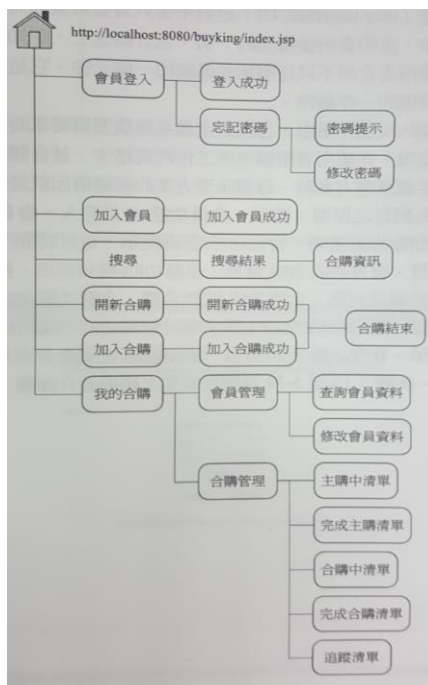 http://localhost:8080/buyking/index.jsp
會員登入
登入成功
忘記密碼
密碼提示
修改密碼
加入會員
加入會員成功
搜尋
搜尋結果
合購資訊
開新合購
開新合購成功
合購結束
加入合購
加入合購成功
我的合購
會員管理
查詢會員資料
修改會員資料
合購管理
主購中清單
完成主購清單
合購中清單
完成合購清單
追蹤清單